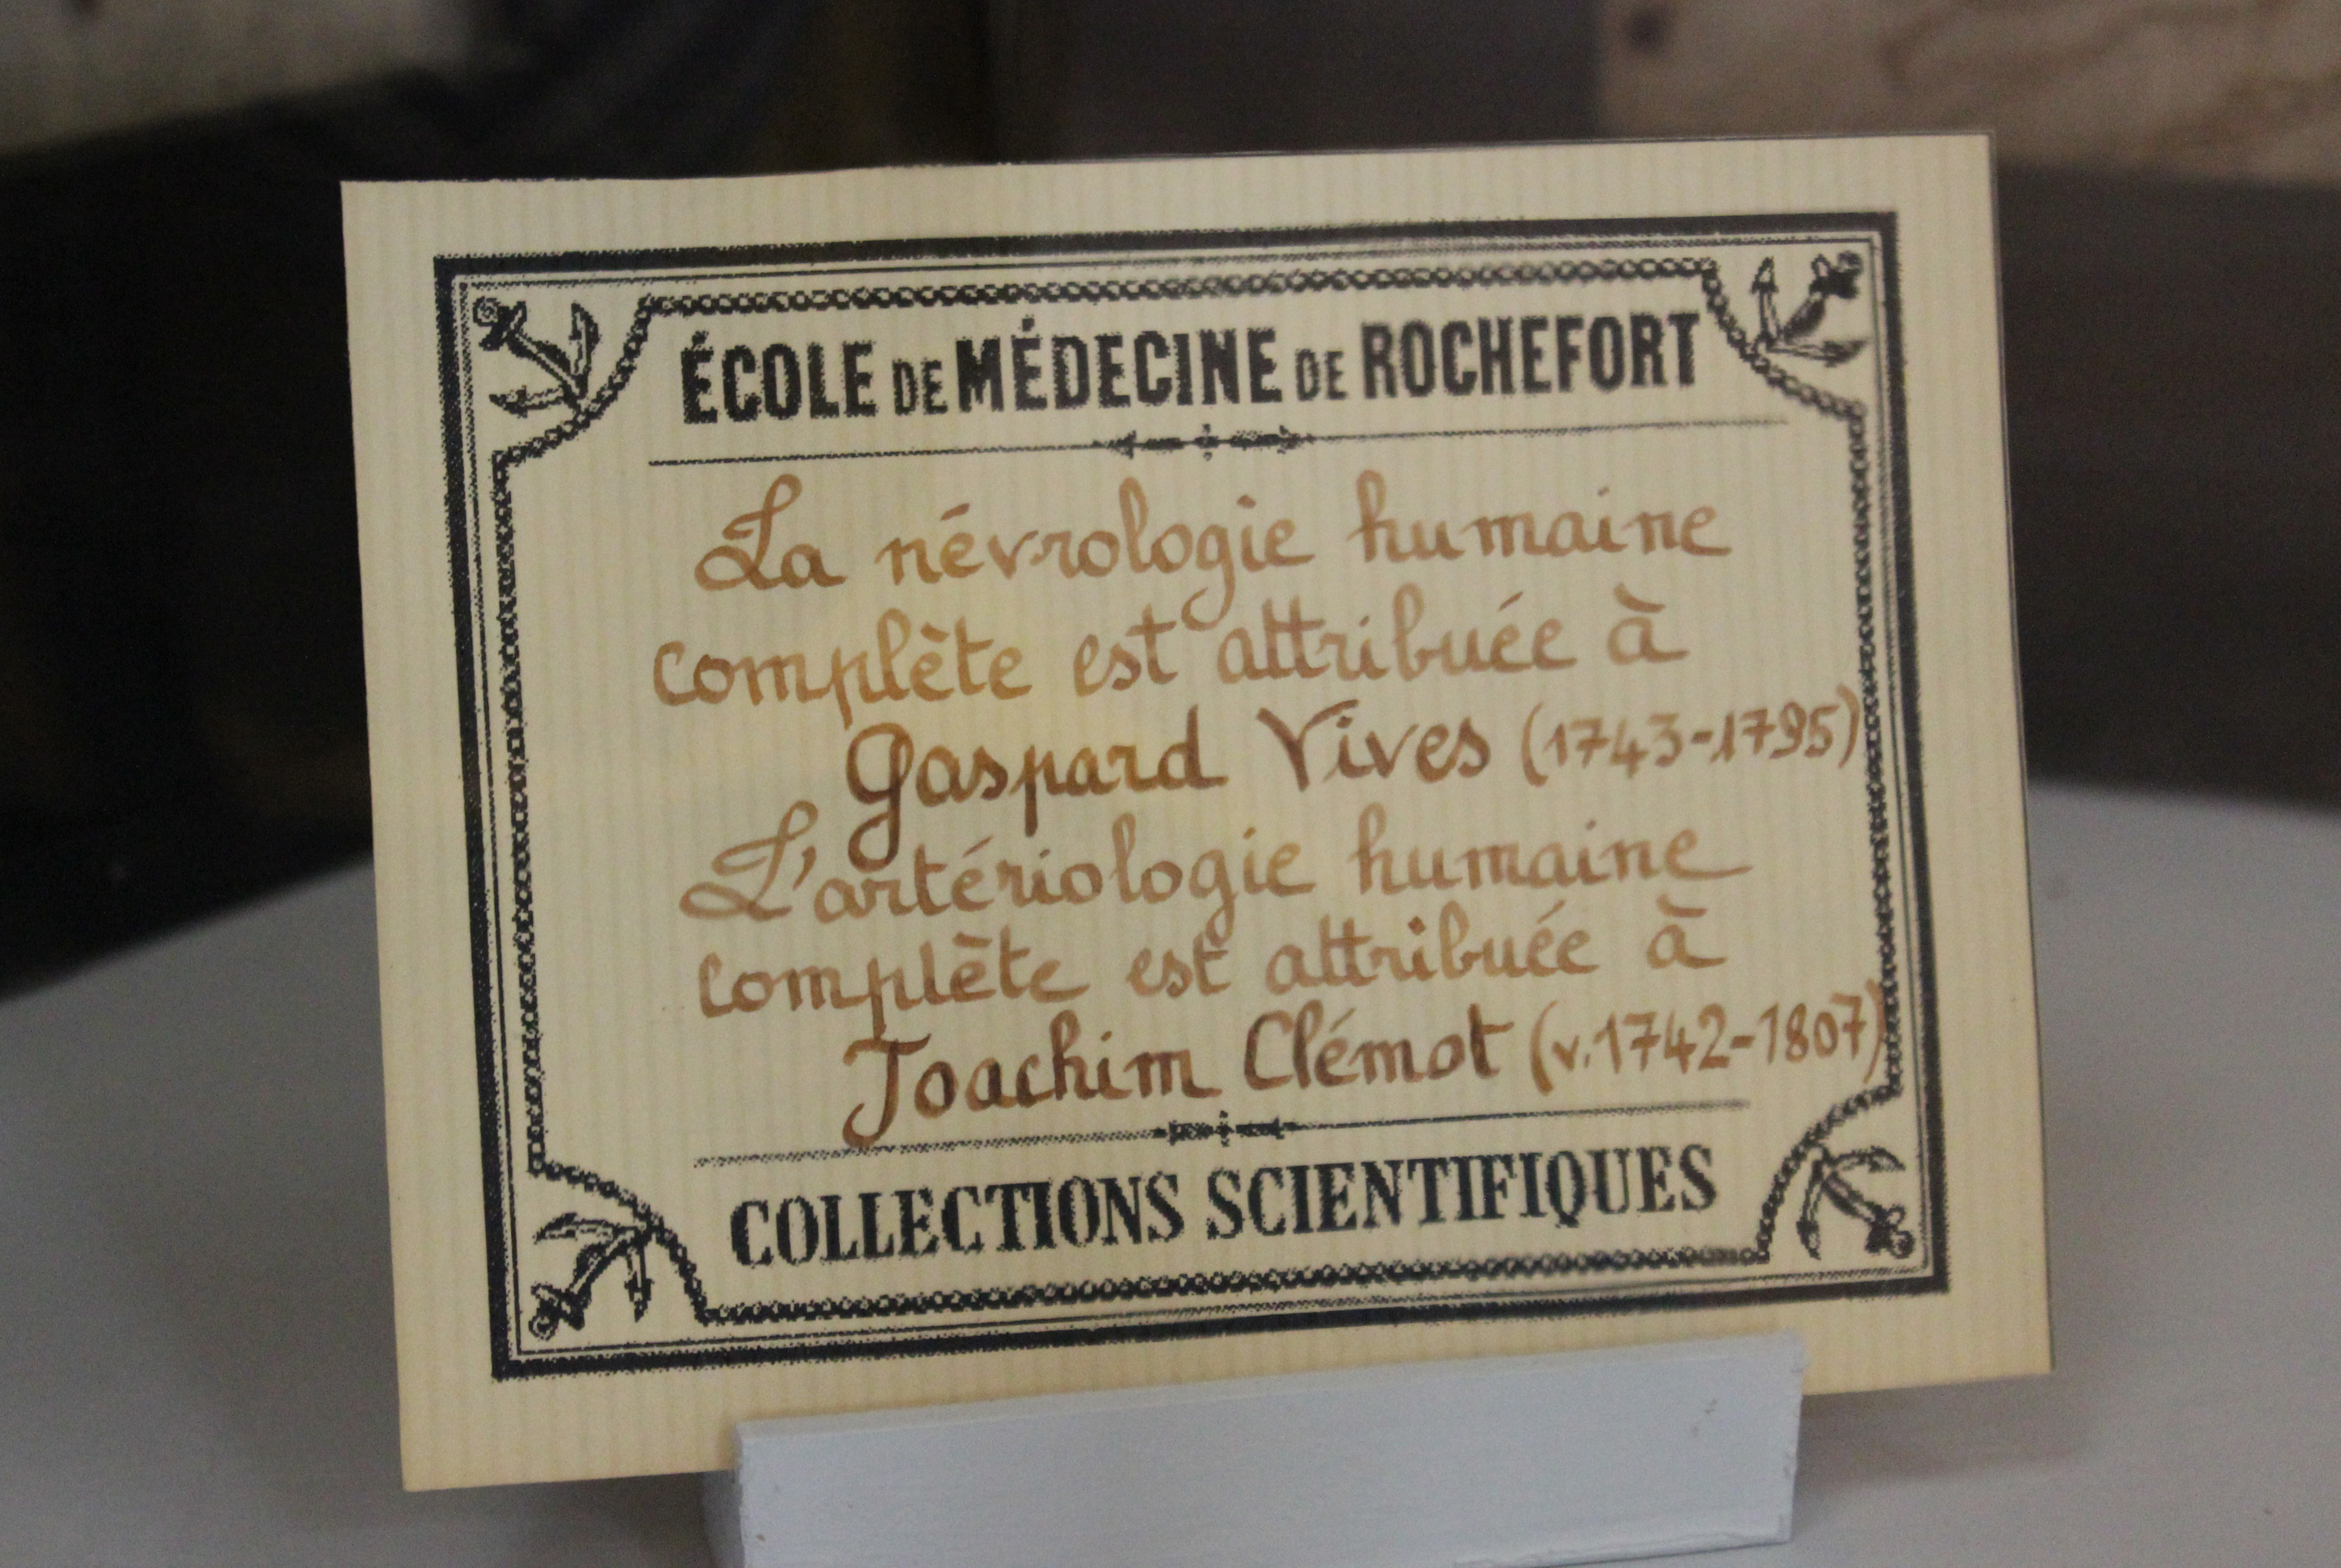 ÉCOLE DE MÉDECINE DE ROCHEFORT
La névrologie humaine
complète est attribuée à
Gaspard Vives (1743-1795)
L'artériologie humaine
complète est attribuée à
Joachim Clémot (v.1742-1807)
COLLECTIONS SCIENTIFIQUES